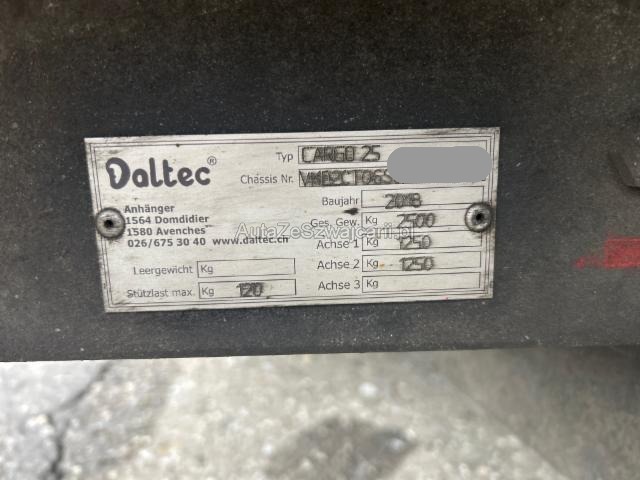 Daltec®
Anhänger
1564 Domdidier
1580 Avenches
026/675 30 40 www.daltec.ch
Leergewicht Kg
Stützlast max. Kg 120
Typ CARGO 25
Chassis Nr.
Baujahr
Ges. Gew. Kg 2500
Achse 1 1250
Achse 2 Kg 1250
Achse 3 Kg
AutaZeSzwajcarii.pl